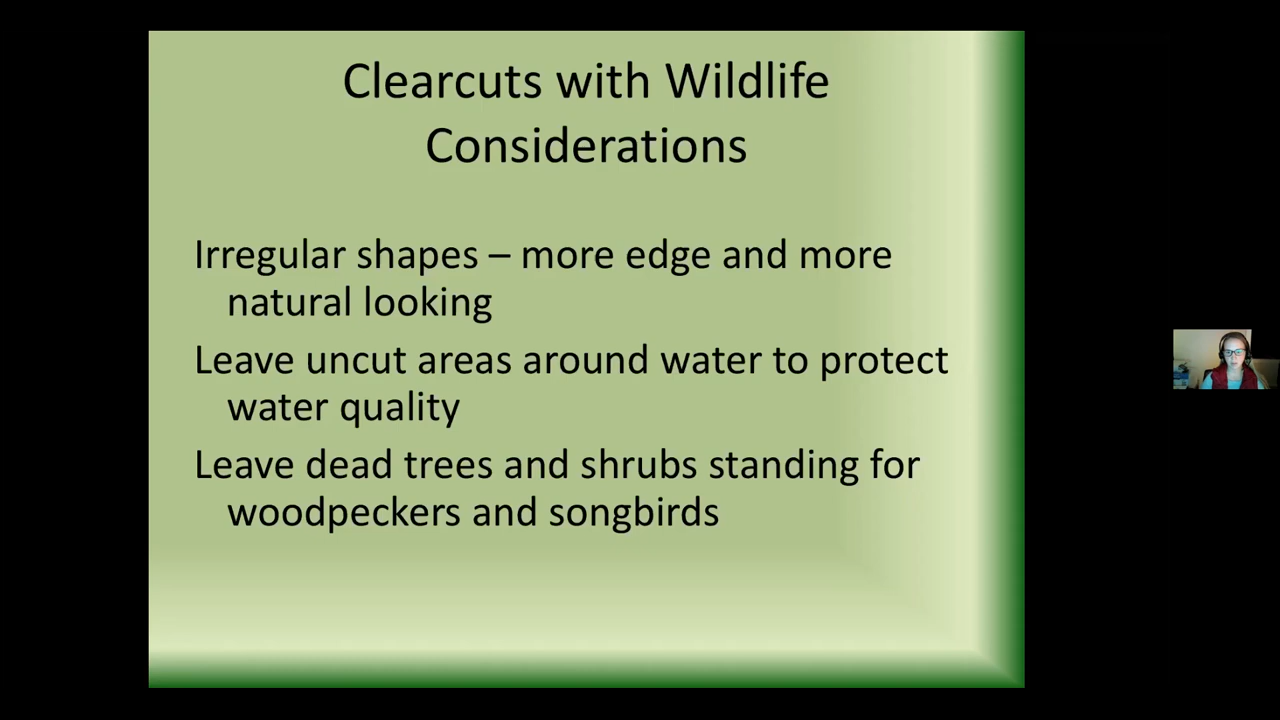 Clearcuts with Wildlife
Considerations
Irregular shapes – more edge and more
natural looking
Leave uncut areas around water to protect
water quality
Leave dead trees and shrubs standing for
woodpeckers and songbirds